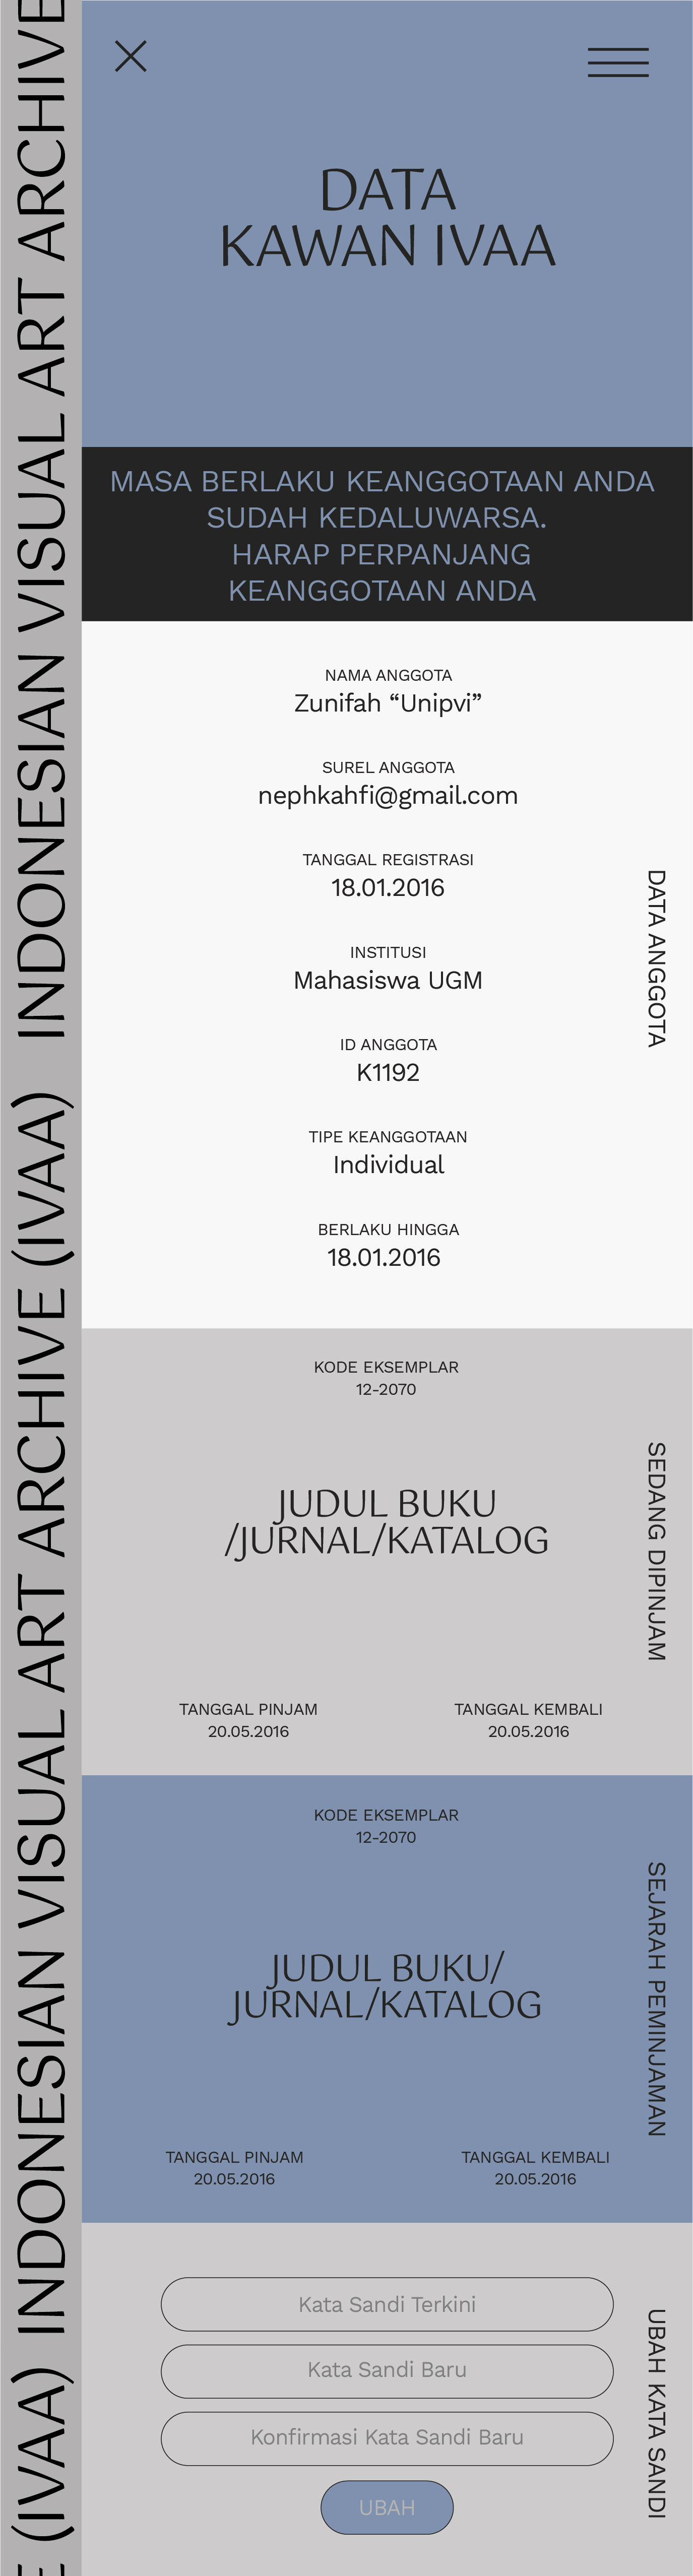 INDONESIAN VISUAL ART ARCHIVE
INDONESIAN VISUAL ART ARCHIVE (IVAA)
E (IVAA)
DATA
KAWAN IVAA
MASA BERLAKU KEANGGOTAAN ANDA
SUDAH KEDALUWARSA.
HARAP PERPANJANG
KEANGGOTAAN ANDA
NAMA ANGGOTA
Zunifah “Unipvi”
SUREL ANGGOTA
nephkahfi@gmail.com
TANGGAL REGISTRASI
18.01.2016
INSTITUSI
Mahasiswa UGM
ID ANGGOTA
K1192
TIPE KEANGGOTAAN
Individual
BERLAKU HINGGA
18.01.2016
DATA ANGGOTA
KODE EKSEMPLAR
12-2070
JUDUL BUKU
/JURNAL/KATALOG
TANGGAL PINJAM
20.05.2016
TANGGAL KEMBALI
20.05.2016
SEDANG DIPINJAM
KODE EKSEMPLAR
12-2070
JUDUL BUKU/
JURNAL/KATALOG
TANGGAL PINJAM
20.05.2016
TANGGAL KEMBALI
20.05.2016
SEJARAH PEMINJAMAN
Kata Sandi Terkini
Kata Sandi Baru
Konfirmasi Kata Sandi Baru
UBAH
UBAH KATA SANDI